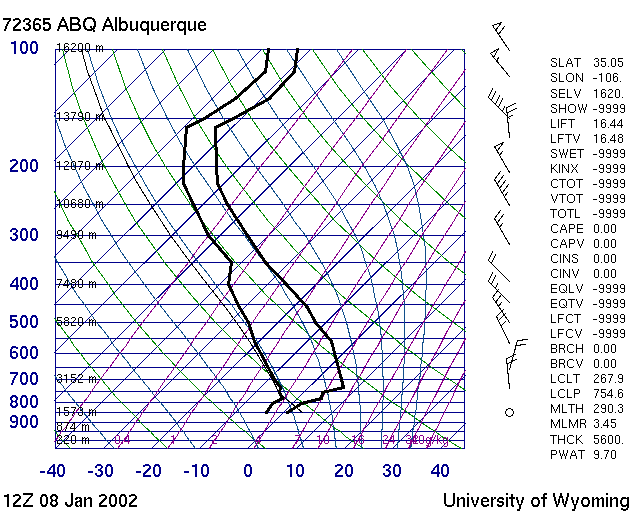 72365 ABQ Albuquerque
100
16200 m
13790 m
200
12070 m
10680 m
300
9490 m
400
7490 m
500
5820 m
600
700
3152 m
800
1573 m
900
874 m
220 m
0.4
1
2
4
7
10
16
24
g/kg
-40 -30 -20 -10 0 10 20 30 40
SLAT 35.05
SLON -106.
SELV 1620.
SHOW -9999
LIFT 16.44
LFTV 16.48
SWET -9999
KINX -9999
CTOT -9999
VTOT -9999
TOTL -9999
CAPE 0.00
CAPV 0.00
CINS 0.00
CINV 0.00
EQLV -9999
EQTV -9999
LFCT -9999
LFCV -9999
BRCH 0.00
BRCV 0.00
LCLT 267.9
LCLP 754.6
MLTH 290.3
MLMR 3.45
THCK 5600.
PWAT 9.70
12Z 08 Jan 2002
University of Wyoming